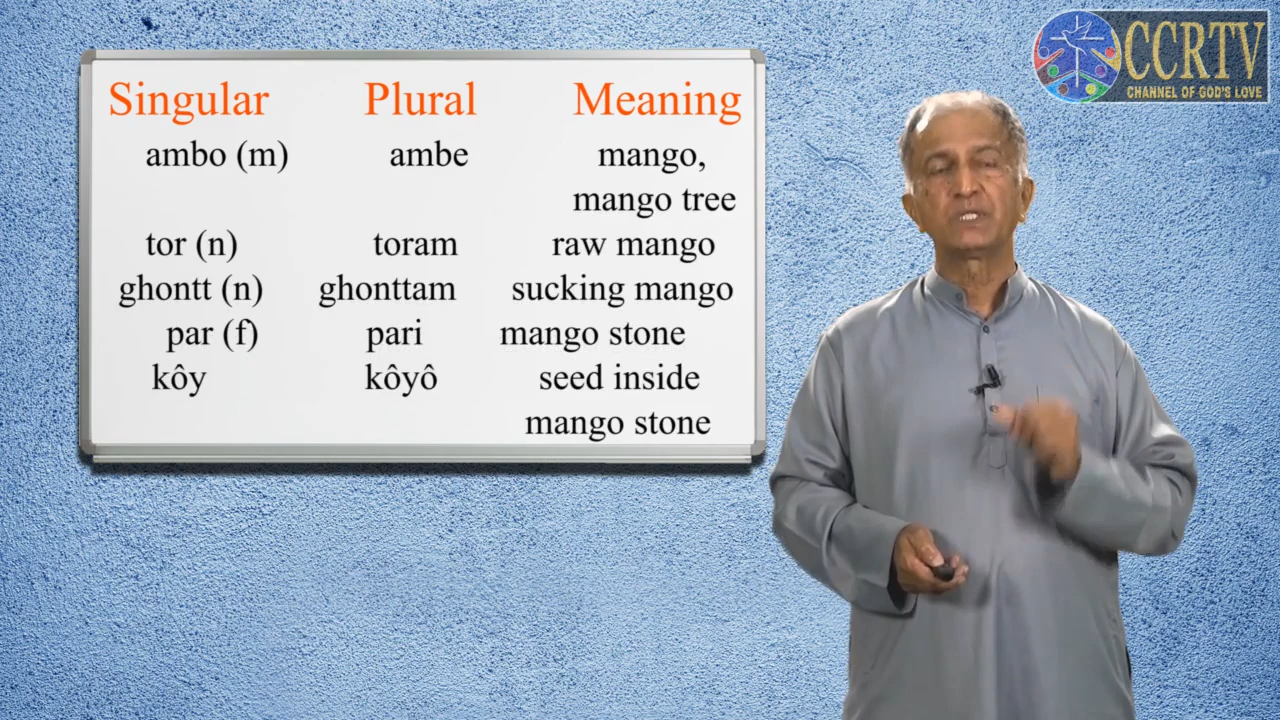 Singular Plural Meaning
ambo (m) ambe mango,
mango tree
tor (n) toram raw mango
ghontt (n) ghonttam sucking mango
par (f) pari mango stone
kôy kôyô seed inside
mango stone
CCRTV
CHANNEL OF GOD'S LOVE